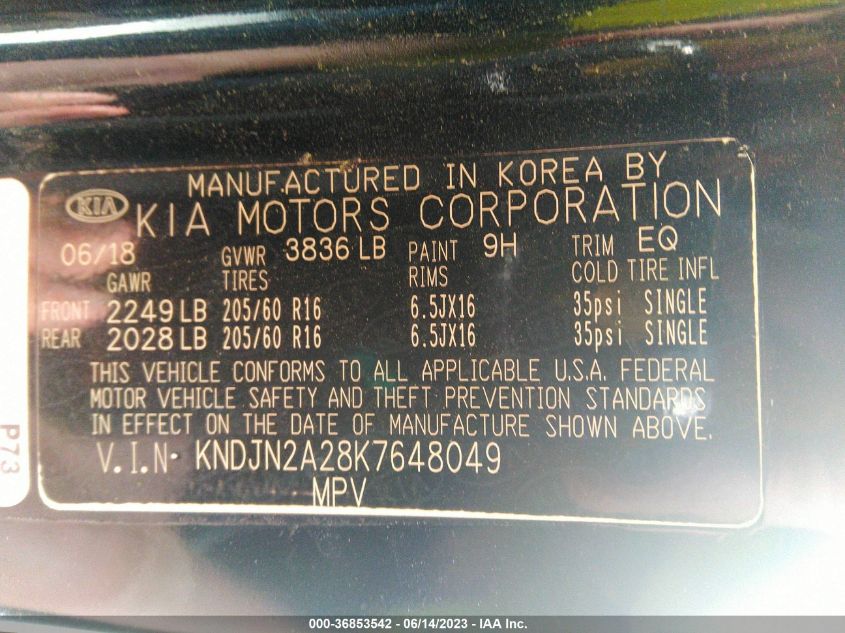 MANUFACTURED IN KOREA BY
KIA KIA MOTORS CORPORATION
06/18 GVWR 3836 LB PAINT 9H TRIM EQ
GAWR TIRES RIMS COLD TIRE INFL
FRONT 2249 LB 205/60 R16 6.5JX16 35psi SINGLE
REAR 2028 LB 205/60 R16 6.5JX16 35psi SINGLE
THIS VEHICLE CONFORMS TO ALL APPLICABLE U.S.A. FEDERAL
MOTOR VEHICLE SAFETY AND THEFT PREVENTION STANDARDS
IN EFFECT ON THE DATE OF MANUFACTURE SHOWN ABOVE.
V.I.N. KNDJN2A28K7648049
MPV
P73
000-36853542 - 06/14/2023 - IAA Inc.